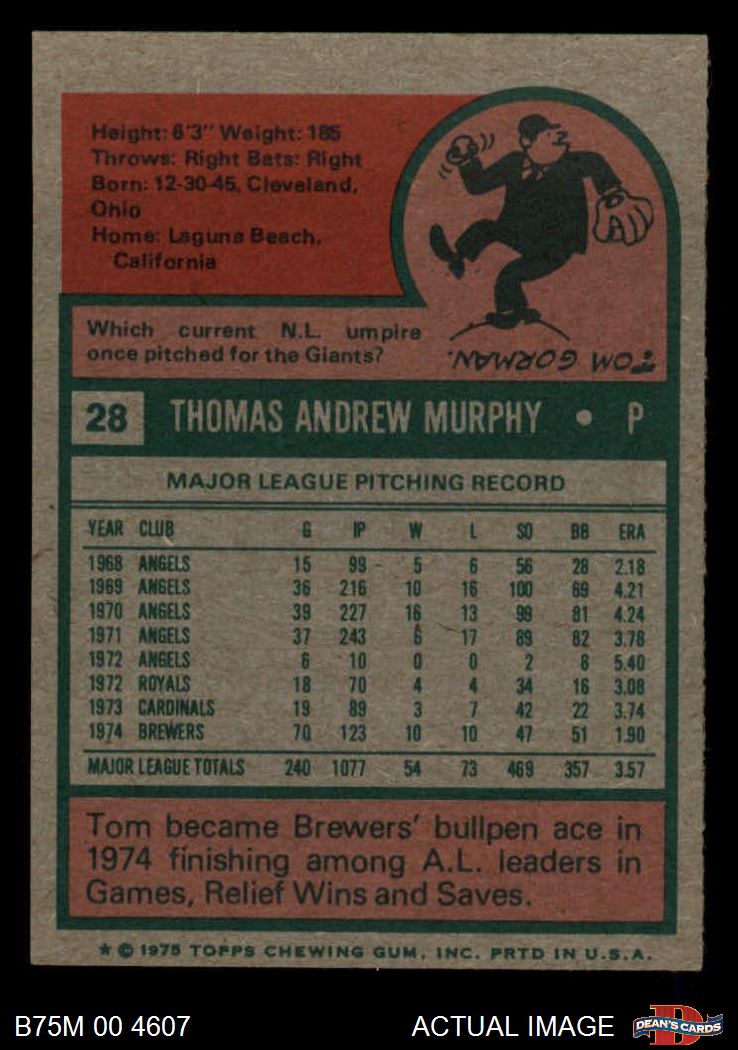 Height: 6'3" Weight: 185
Throws: Right Bats: Right
Born: 12-30-45, Cleveland,
Ohio
Home: Laguna Beach,
California
Which current N.L. umpire
once pitched for the Giants?
TOM GORMAN.
28 THOMAS ANDREW MURPHY • P
MAJOR LEAGUE PITCHING RECORD
YEAR CLUB G IP W L SO BB ERA
1968 ANGELS 15 99 5 6 56 28 2.18
1969 ANGELS 36 216 10 16 100 69 4.21
1970 ANGELS 39 227 16 13 99 81 4.24
1971 ANGELS 37 243 6 17 89 82 3.78
1972 ANGELS 6 10 0 0 2 8 5.40
1972 ROYALS 18 70 4 4 34 16 3.08
1973 CARDINALS 19 89 3 7 42 22 3.74
1974 BREWERS 70 123 10 10 47 51 1.90
MAJOR LEAGUE TOTALS 240 1077 54 73 469 357 3.57
Tom became Brewers' bullpen ace in
1974 finishing among A.L. leaders in
Games, Relief Wins and Saves.
* © 1975 TOPPS CHEWING GUM, INC. PRTD IN U.S.A.
B75M 00 4607 ACTUAL IMAGE D DEAN'S CARDS